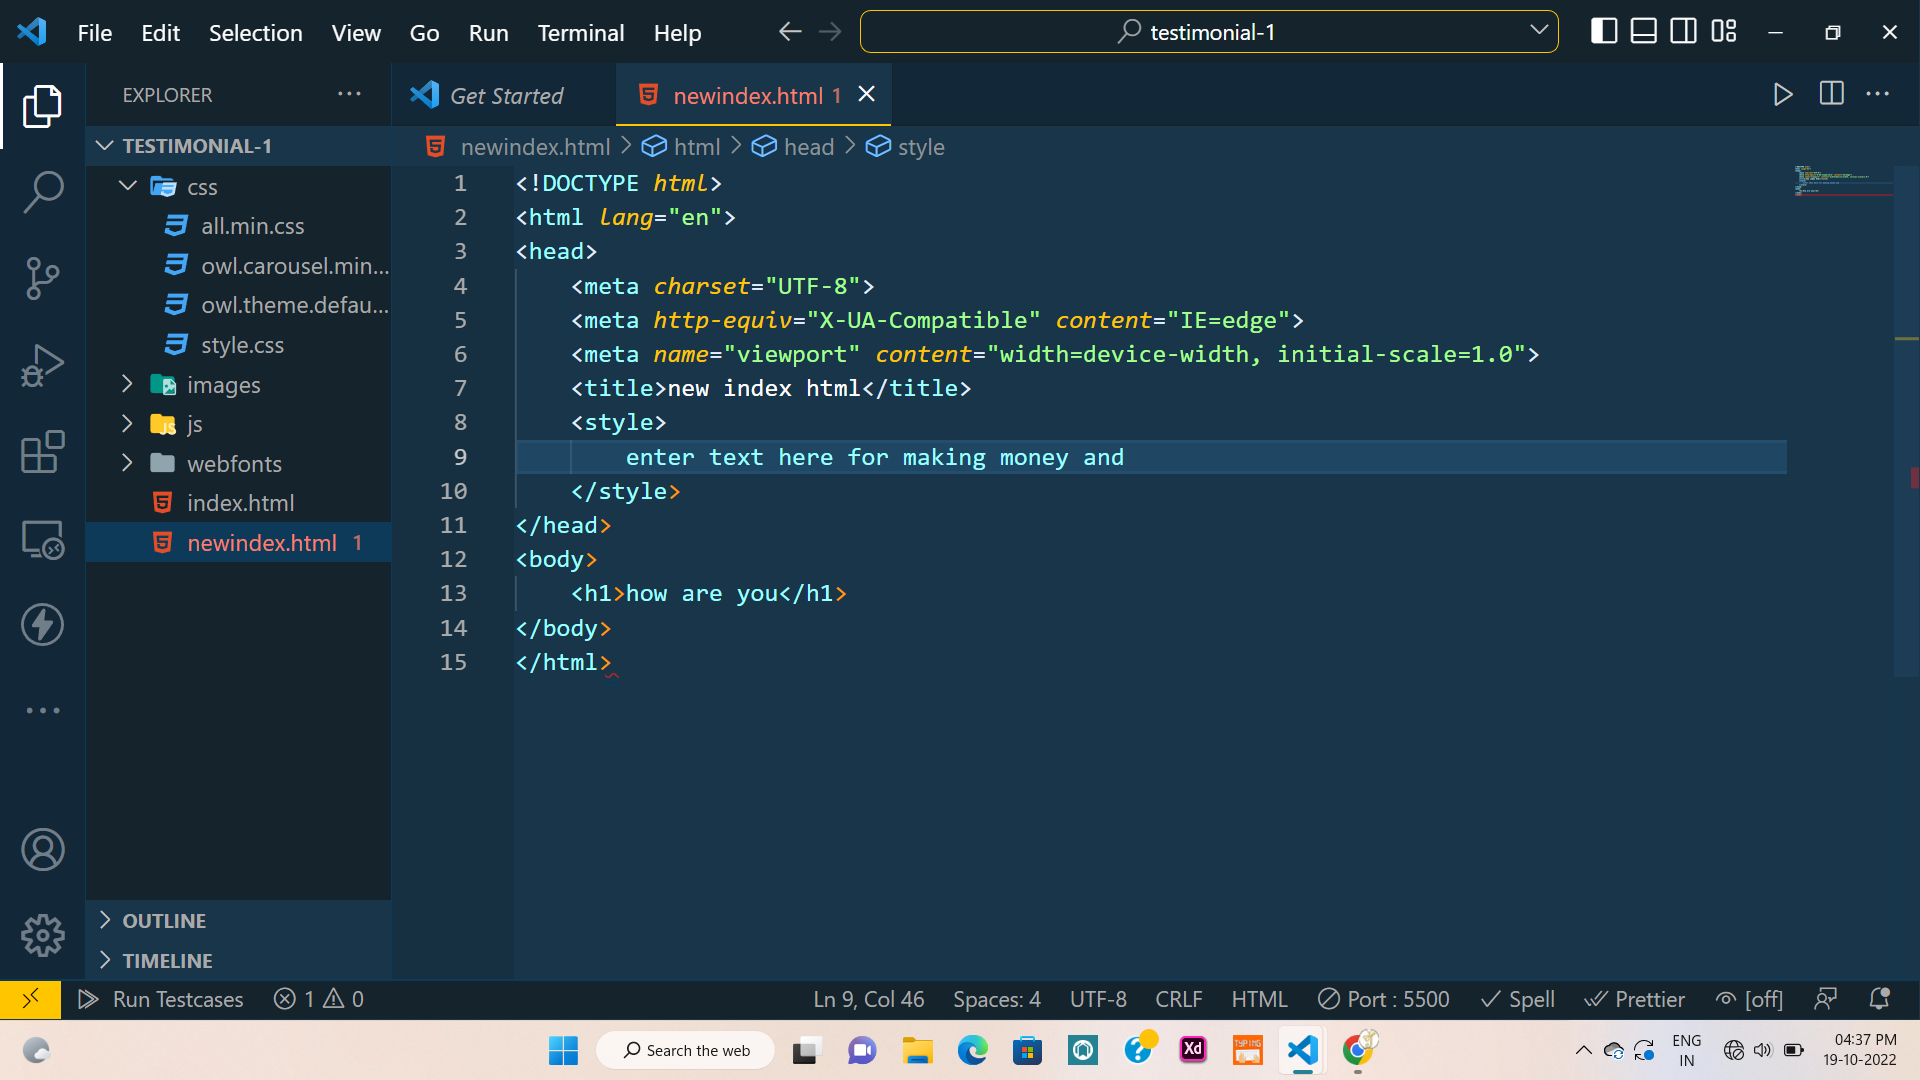 File Edit Selection View Go Run Terminal Help testimonial-1
EXPLORER
Get Started
newindex.html 1
TESTIMONIAL-1
css
all.min.css
owl.carousel.min...
owl.theme.defau...
style.css
images
js
webfonts
index.html
newindex.html 1
OUTLINE
TIMELINE
newindex.html > html > head > style
1 <!DOCTYPE html>
2 <html lang="en">
3 <head>
4 <meta charset="UTF-8">
5 <meta http-equiv="X-UA-Compatible" content="IE=edge">
6 <meta name="viewport" content="width=device-width, initial-scale=1.0">
7 <title>new index html</title>
8 <style>
9 enter text here for making money and
10 </style>
11 </head>
12 <body>
13 <h1>how are you</h1>
14 </body>
15 </html>
Run Testcases 1 0 Ln 9, Col 46 Spaces: 4 UTF-8 CRLF HTML Port : 5500 Spell Prettier [off]
Search the web
Xd
TYPING
ENG
IN
04:37 PM
19-10-2022